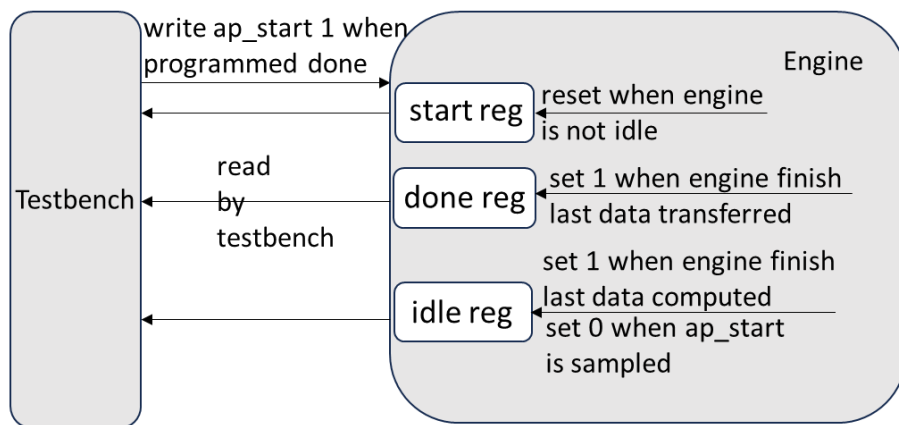 write ap_start 1 when
programmed done
Engine
start reg
reset when engine
is not idle
Testbench
read
by
testbench
done reg
set 1 when engine finish
last data transferred
idle reg
set 1 when engine finish
last data computed
set 0 when ap_start
is sampled